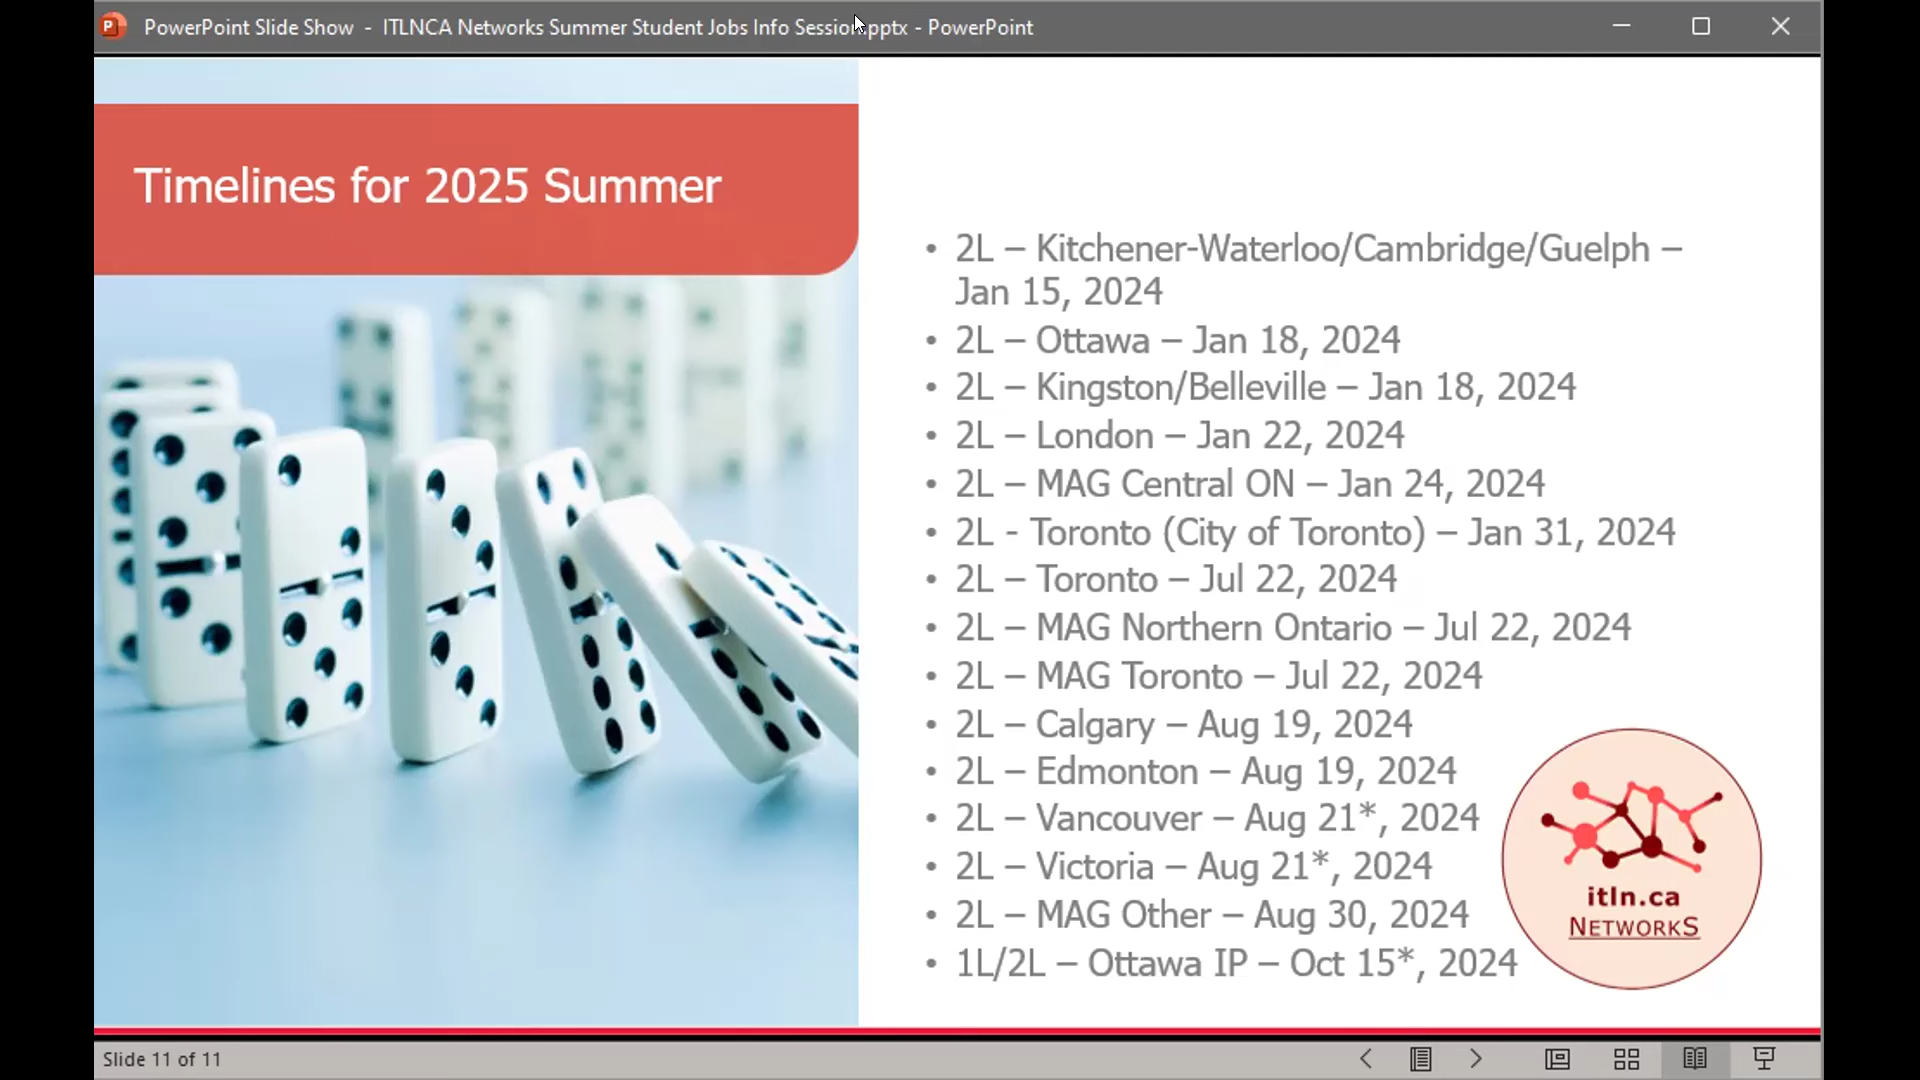 PowerPoint Slide Show - ITLNCA Networks Summer Student Jobs Info Session.pptx - PowerPoint
Timelines for 2025 Summer
• 2L – Kitchener-Waterloo/Cambridge/Guelph –
Jan 15, 2024
• 2L – Ottawa – Jan 18, 2024
• 2L – Kingston/Belleville – Jan 18, 2024
• 2L – London – Jan 22, 2024
• 2L – MAG Central ON – Jan 24, 2024
• 2L - Toronto (City of Toronto) – Jan 31, 2024
• 2L – Toronto – Jul 22, 2024
• 2L – MAG Northern Ontario – Jul 22, 2024
• 2L – MAG Toronto – Jul 22, 2024
• 2L – Calgary – Aug 19, 2024
• 2L – Edmonton – Aug 19, 2024
• 2L – Vancouver – Aug 21*, 2024
• 2L – Victoria – Aug 21*, 2024
• 2L – MAG Other – Aug 30, 2024
• 1L/2L – Ottawa IP – Oct 15*, 2024
itln.ca
NETWORKS
Slide 11 of 11